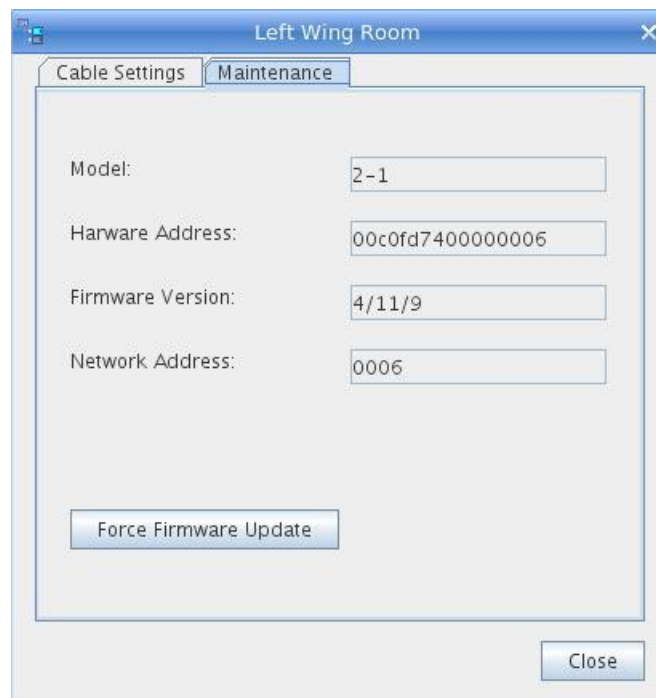 Left Wing Room
Cable Settings Maintenance
Model: 2-1
Harware Address: 00c0fd7400000006
Firmware Version: 4/11/9
Network Address: 0006
Force Firmware Update
Close